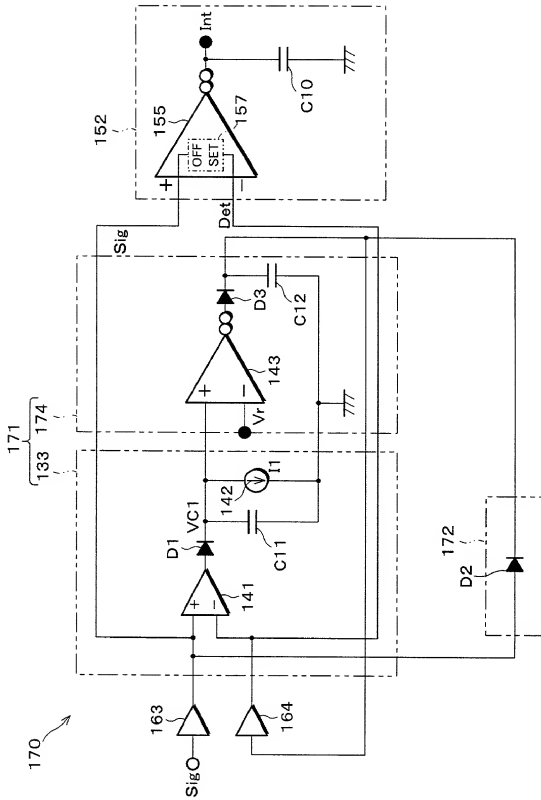 170
171
133
174
172
152
Sig
163
164
141
+
−
D1
VC1
C11
142
I1
Vr
+
−
143
D3
C12
D2
Sig
Det
+
−
OFF
SET
155
157
Int
C10